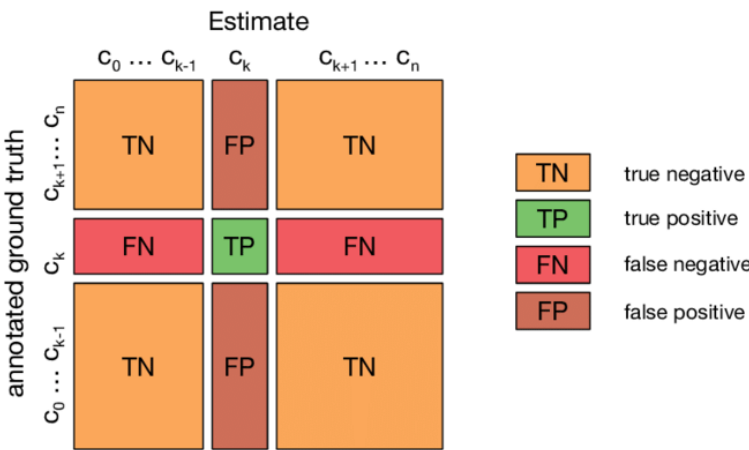 Estimate
c0 ... ck-1 ck ck+1 ... cn
annotated ground truth
ck+1 ... cn
ck
c0 ... ck-1
TN FP TN
FN TP FN
TN FP TN
TN true negative
TP true positive
FN false negative
FP false positive